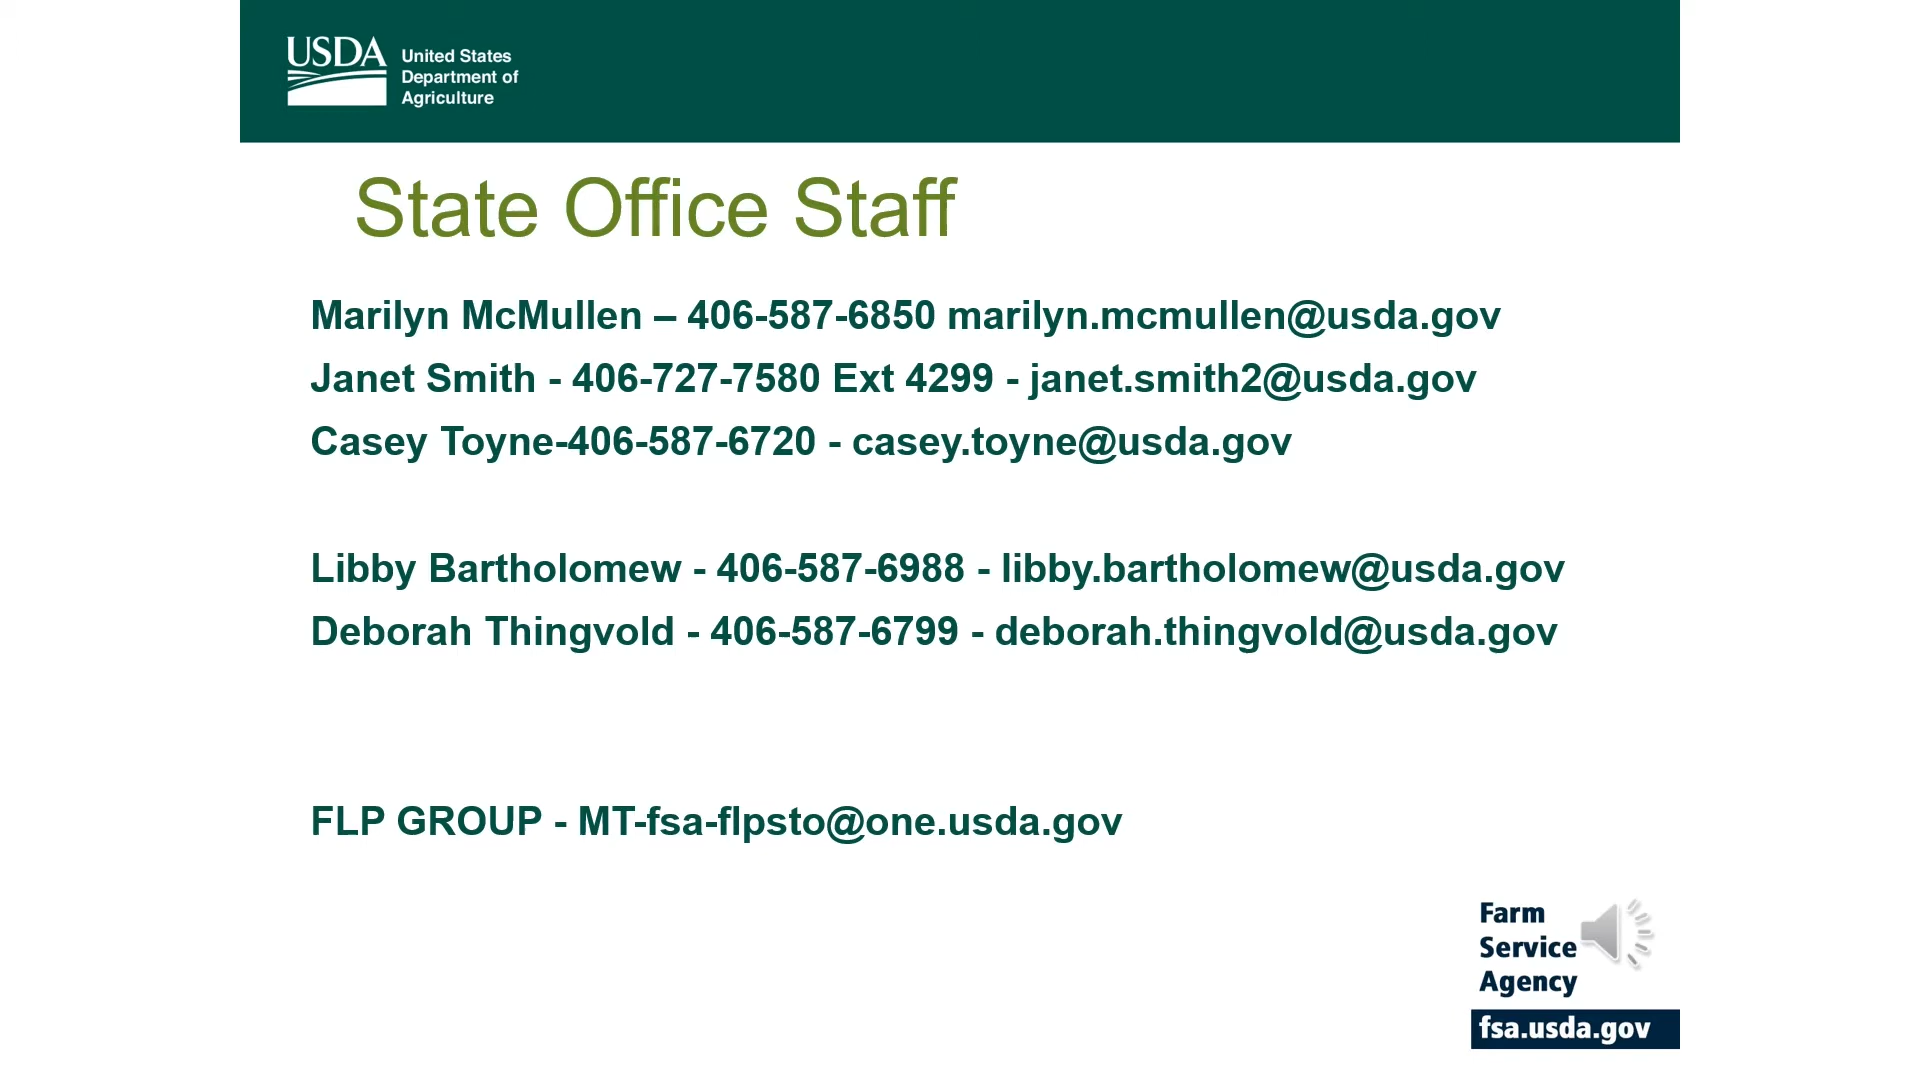 USDA
United States
Department of
Agriculture
State Office Staff
Marilyn McMullen – 406-587-6850 marilyn.mcmullen@usda.gov
Janet Smith - 406-727-7580 Ext 4299 - janet.smith2@usda.gov
Casey Toyne-406-587-6720 - casey.toyne@usda.gov
Libby Bartholomew - 406-587-6988 - libby.bartholomew@usda.gov
Deborah Thingvold - 406-587-6799 - deborah.thingvold@usda.gov
FLP GROUP - MT-fsa-flpsto@one.usda.gov
Farm
Service
Agency
fsa.usda.gov